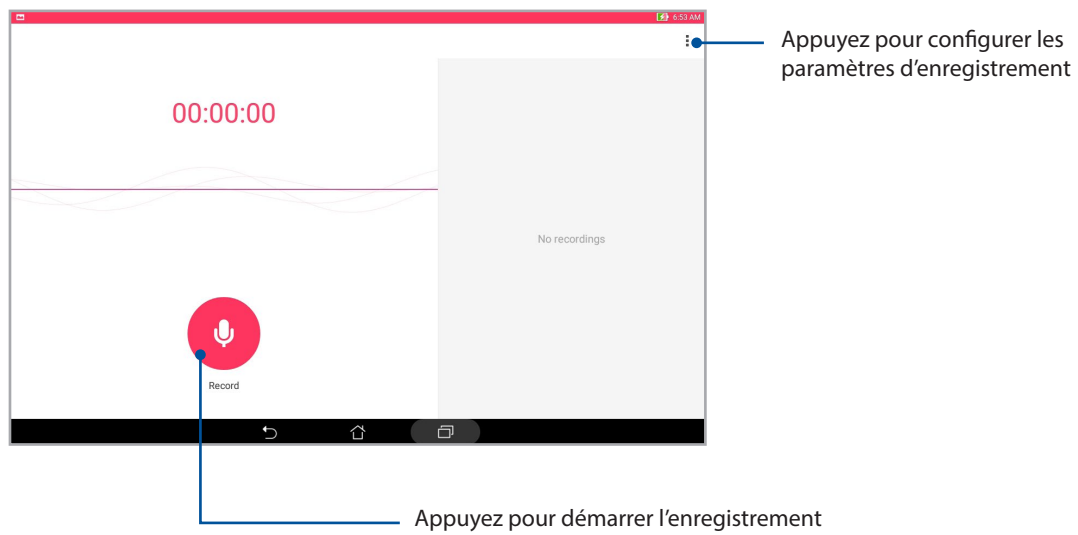 6:53 AM
Appuyez pour configurer les
paramètres d’enregistrement
00:00:00
No recordings
Record
Appuyez pour démarrer l’enregistrement